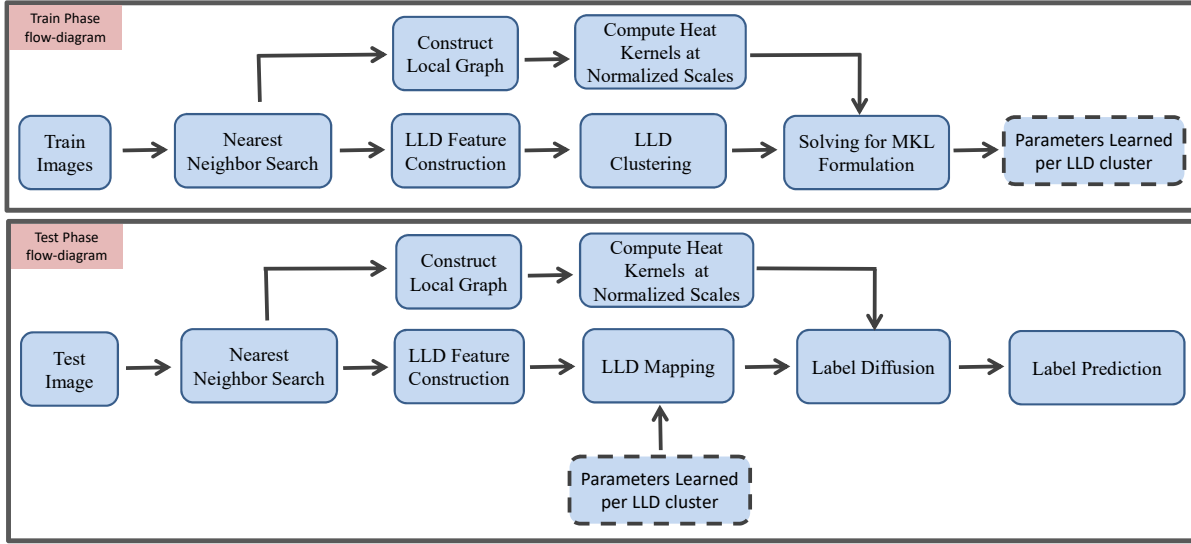 Train Phase
flow-diagram
Construct
Local Graph
Compute Heat
Kernels at
Normalized Scales
Train
Images
Nearest
Neighbor Search
LLD Feature
Construction
LLD
Clustering
Solving for MKL
Formulation
Parameters Learned
per LLD cluster
Test Phase
flow-diagram
Construct
Local Graph
Compute Heat
Kernels at
Normalized Scales
Test
Image
Nearest
Neighbor Search
LLD Feature
Construction
LLD Mapping
Label Diffusion
Label Prediction
Parameters Learned
per LLD cluster